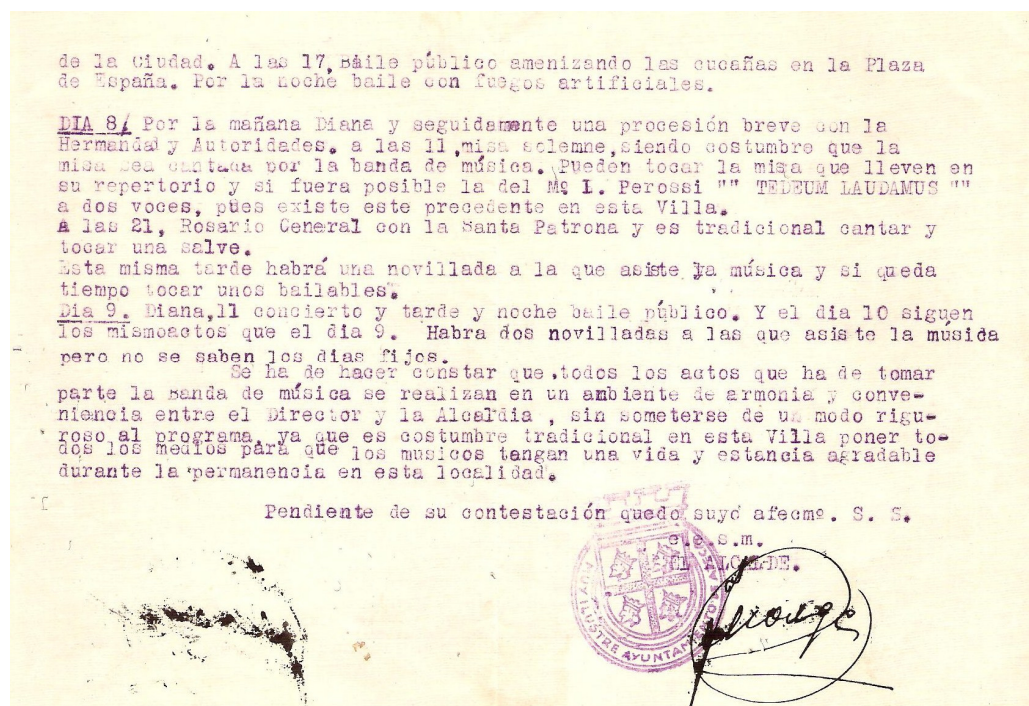 de la Ciudad. A las 17, Baile público amenizando las cucañas en la Plaza
de España. Por la noche baile con fuegos artificiales.
DIA 8/ Por la mañana Diana y seguidamente una procesión breve con la
Hermandad y Autoridades. a las 11,misa solemne,siendo costumbre que la
misa sea cantada por la banda de música. Pueden tocar la misa que lleven en
su repertorio y si fuera posible la del Mº L. Perossi "" TEDEUM LAUDAMUS ""
a dos voces, pues existe este precedente en esta Villa.
A las 21, Rosario General con la Santa Patrona y es tradicional cantar y
tocar una salve.
Esta misma tarde habrá una novillada a la que asiste la música y si queda
tiempo tocar unos bailables.
Dia 9. Diana,11 concierto y tarde y noche baile público. Y el dia 10 siguen
los mismoactos que el dia 9. Habra dos novilladas a las que asiste la música
pero no se saben los dias fijos.
Se ha de hacer constar que,todos los actos que ha de tomar
parte la Banda de música se realizan en un ambiente de armonia y conve-
niencia entre el Director y la Alcaldia , sin someterse de un modo rigu-
roso al programa, ya que es costumbre tradicional en esta Villa poner to-
dos los medios para que los musicos tengan una vida y estancia agradable
durante la permanencia en esta localidad.
Pendiente de su contestación quedo suyo afecmº. S. S.
e.s.m.
EL ALCALDE.
MUY ILUSTRE AYUNTAM
Monge